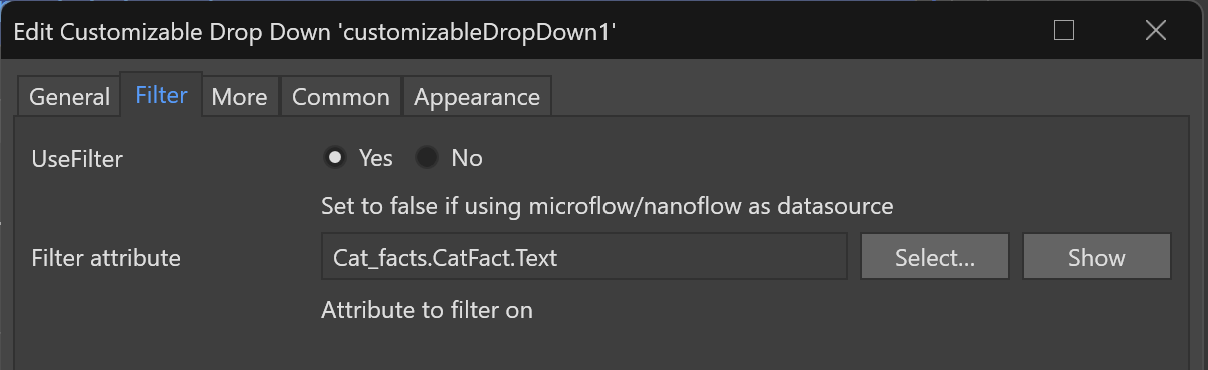 Edit Customizable Drop Down 'customizableDropDown1'
General Filter More Common Appearance
UseFilter Yes No
Set to false if using microflow/nanoflow as datasource
Filter attribute Cat_facts.CatFact.Text Select... Show
Attribute to filter on